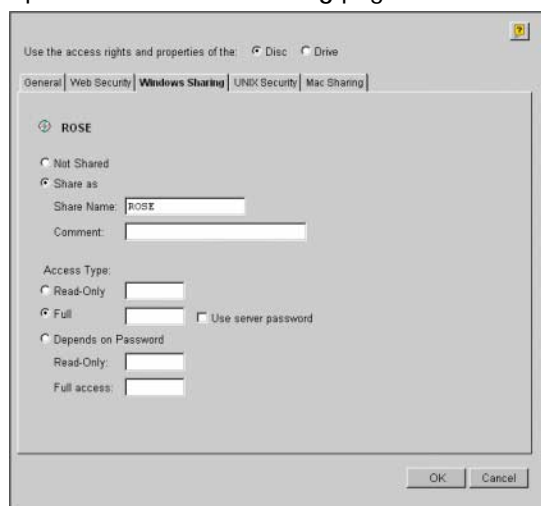 Use the access rights and properties of the: Disc Drive
General Web Security Windows Sharing UNIX Security Mac Sharing
ROSE
Not Shared
Share as
Share Name: ROSE
Comment:
Access Type:
Read-Only
Full Use server password
Depends on Password
Read-Only:
Full access:
OK Cancel